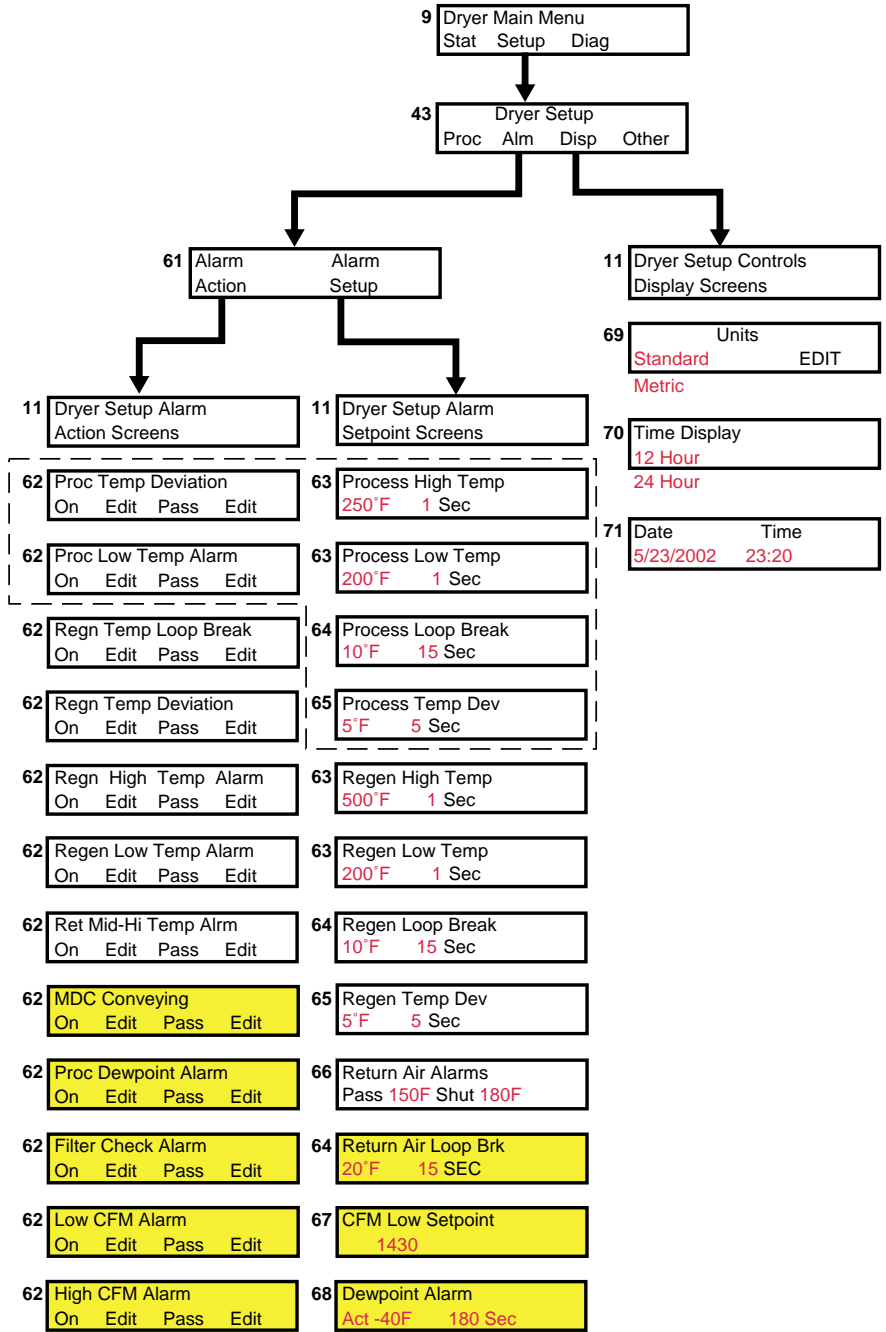 9 Dryer Main Menu
Stat Setup Diag
43 Dryer Setup
Proc Alm Disp Other
61 Alarm Alarm
Action Setup
11 Dryer Setup Controls
Display Screens
69 Units
Standard EDIT
Metric
70 Time Display
12 Hour
24 Hour
71 Date Time
5/23/2002 23:20
11 Dryer Setup Alarm
Action Screens
62 Proc Temp Deviation
On Edit Pass Edit
62 Proc Low Temp Alarm
On Edit Pass Edit
62 Regn Temp Loop Break
On Edit Pass Edit
62 Regn Temp Deviation
On Edit Pass Edit
62 Regn High Temp Alarm
On Edit Pass Edit
62 Regen Low Temp Alarm
On Edit Pass Edit
62 Ret Mid-Hi Temp Alrm
On Edit Pass Edit
62 MDC Conveying
On Edit Pass Edit
62 Proc Dewpoint Alarm
On Edit Pass Edit
62 Filter Check Alarm
On Edit Pass Edit
62 Low CFM Alarm
On Edit Pass Edit
62 High CFM Alarm
On Edit Pass Edit
11 Dryer Setup Alarm
Setpoint Screens
63 Process High Temp
250˚F 1 Sec
63 Process Low Temp
200˚F 1 Sec
64 Process Loop Break
10˚F 15 Sec
65 Process Temp Dev
5˚F 5 Sec
63 Regen High Temp
500˚F 1 Sec
63 Regen Low Temp
200˚F 1 Sec
64 Regen Loop Break
10˚F 15 Sec
65 Regen Temp Dev
5˚F 5 Sec
66 Return Air Alarms
Pass 150F Shut 180F
64 Return Air Loop Brk
20˚F 15 SEC
67 CFM Low Setpoint
1430
68 Dewpoint Alarm
Act -40F 180 Sec